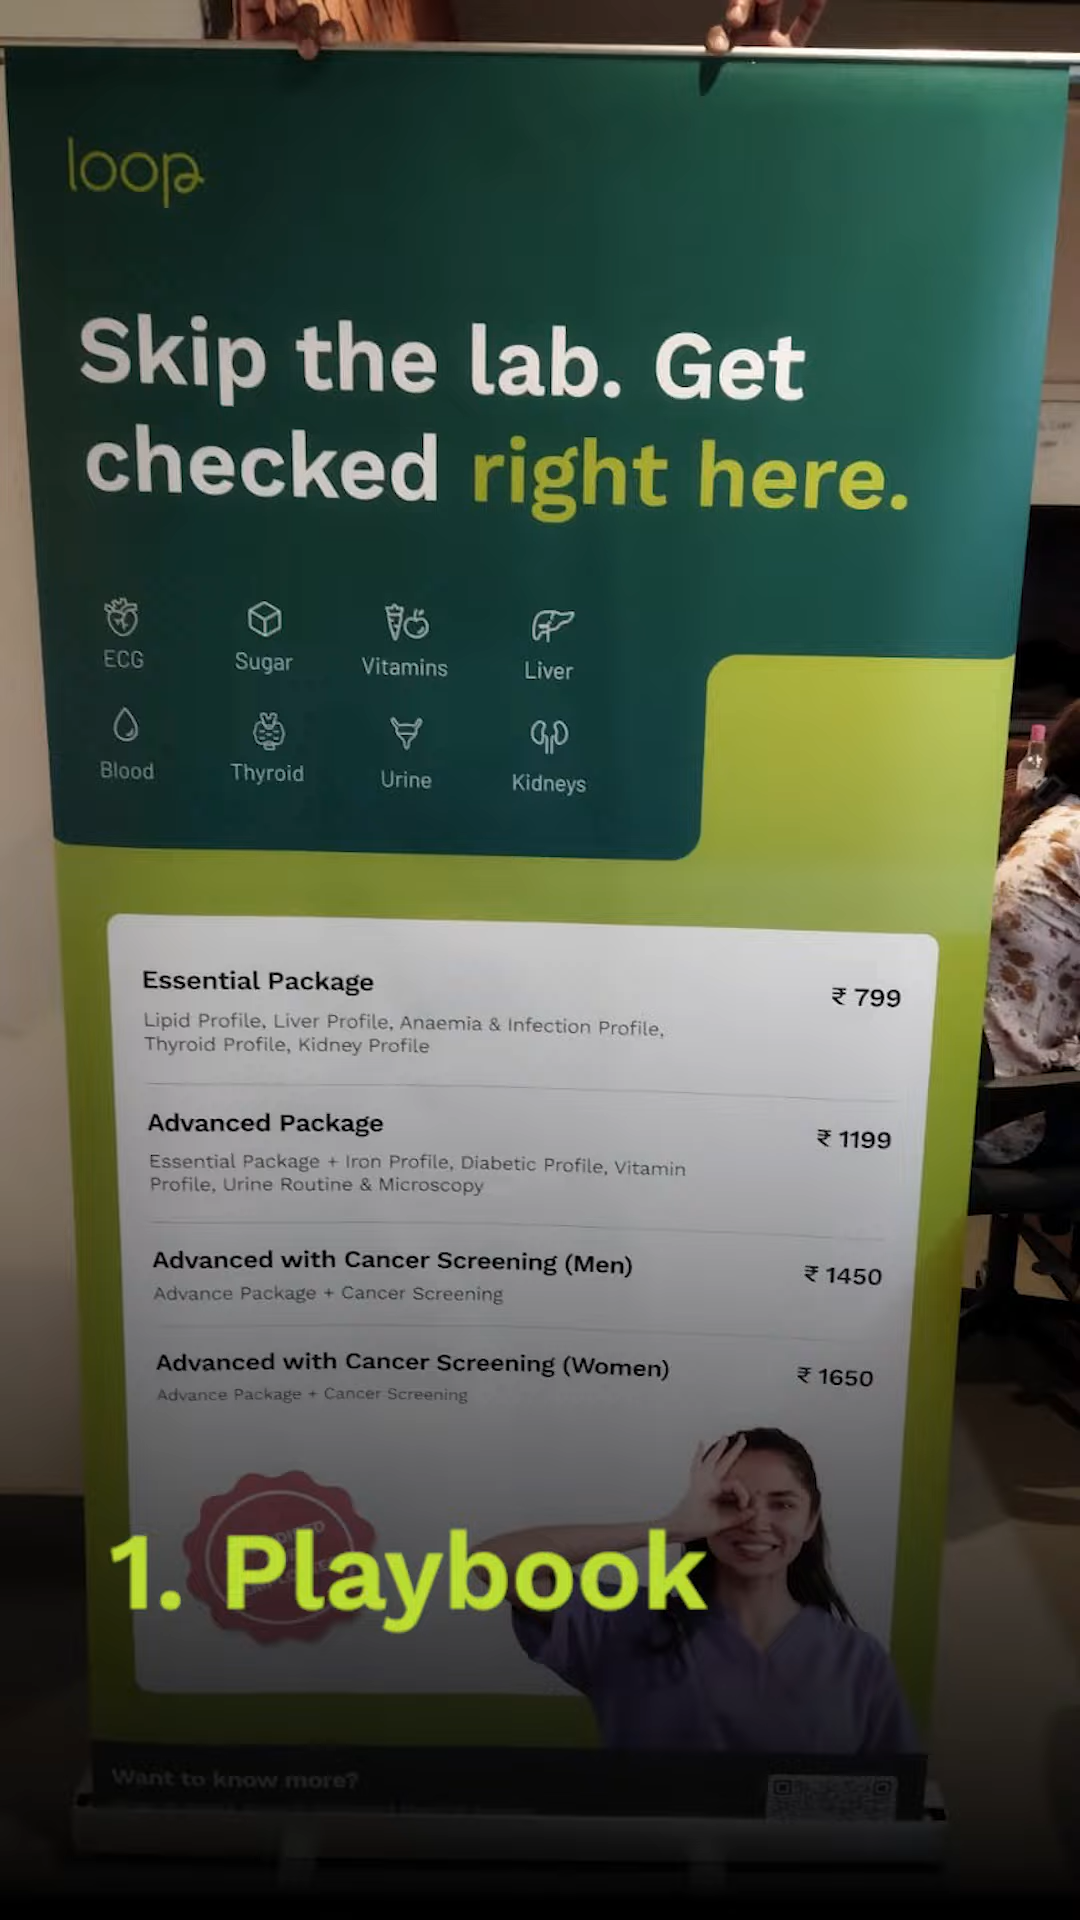 loop
Skip the lab. Get
checked right here.
ECG
Sugar
Vitamins
Liver
Blood
Thyroid
Urine
Kidneys
Essential Package
₹ 799
Lipid Profile, Liver Profile, Anaemia & Infection Profile,
Thyroid Profile, Kidney Profile
Advanced Package
₹ 1199
Essential Package + Iron Profile, Diabetic Profile, Vitamin
Profile, Urine Routine & Microscopy
Advanced with Cancer Screening (Men)
₹ 1450
Advance Package + Cancer Screening
Advanced with Cancer Screening (Women)
₹ 1650
Advance Package + Cancer Screening
1. Playbook
Want to know more?